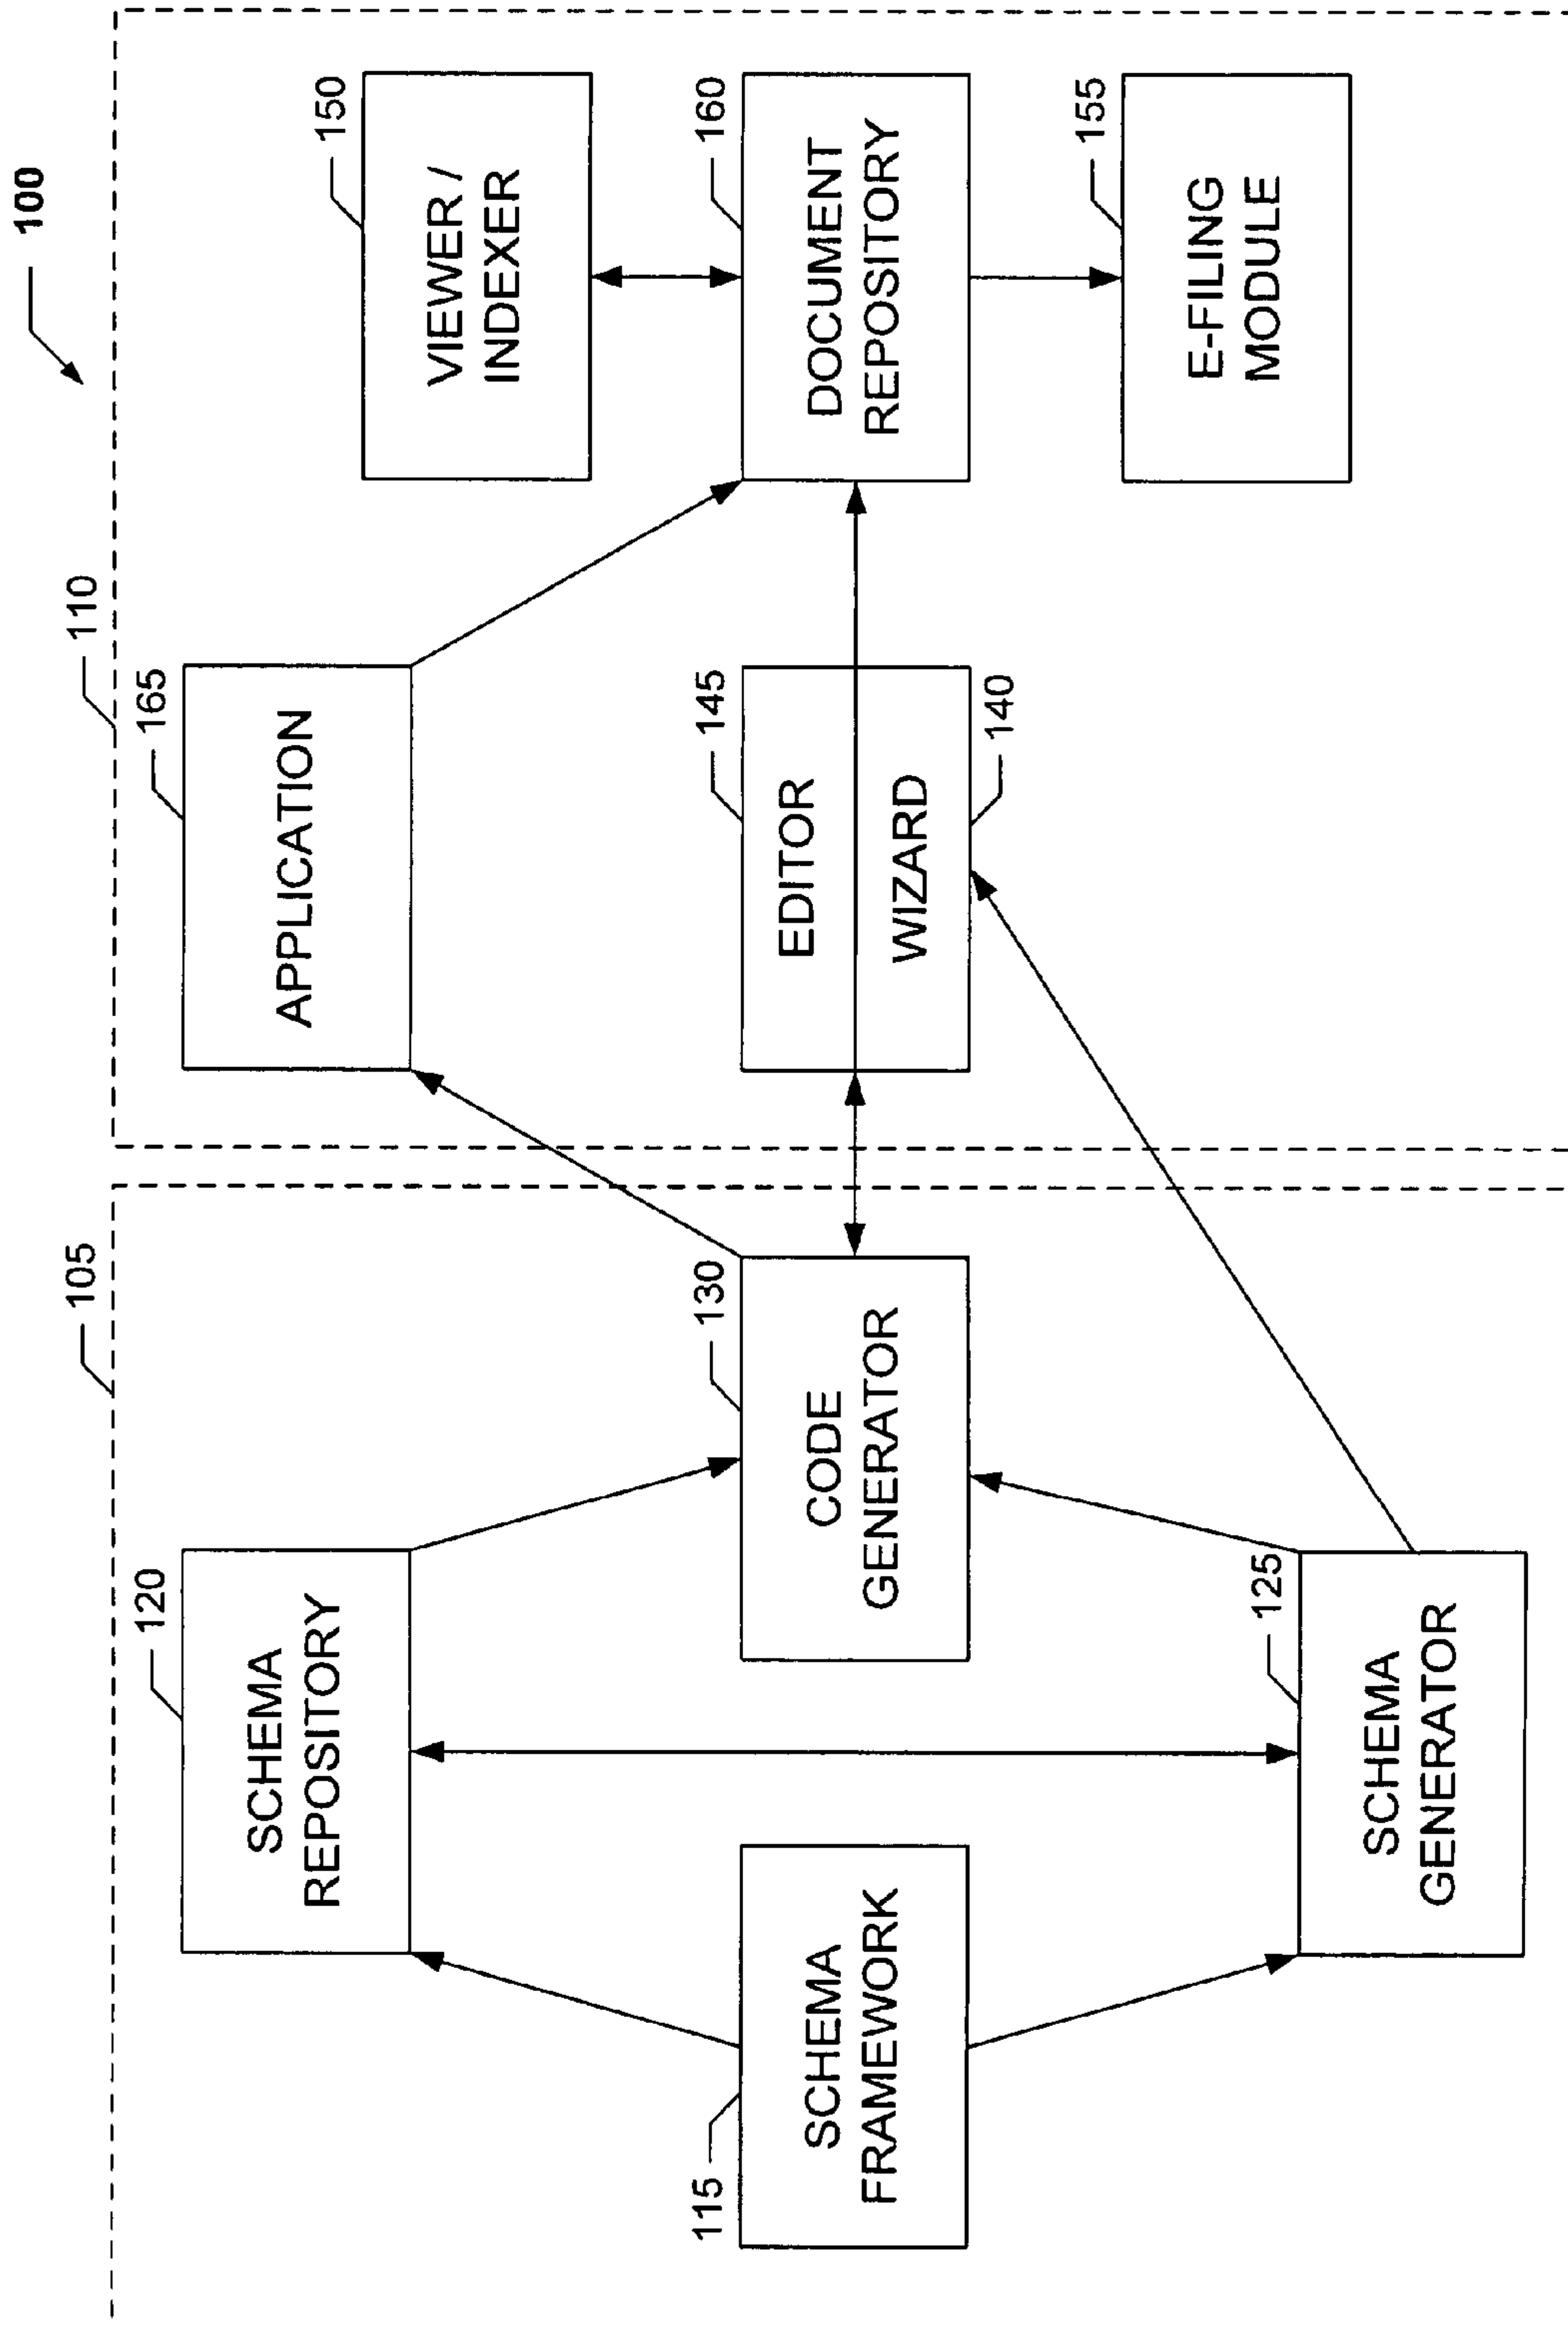 100
105
110
120
SCHEMA
REPOSITORY
165
APPLICATION
150
VIEWER /
INDEXER
115
SCHEMA
FRAMEWORK
130
CODE
GENERATOR
145
EDITOR
WIZARD
140
160
DOCUMENT
REPOSITORY
125
SCHEMA
GENERATOR
155
E-FILING
MODULE